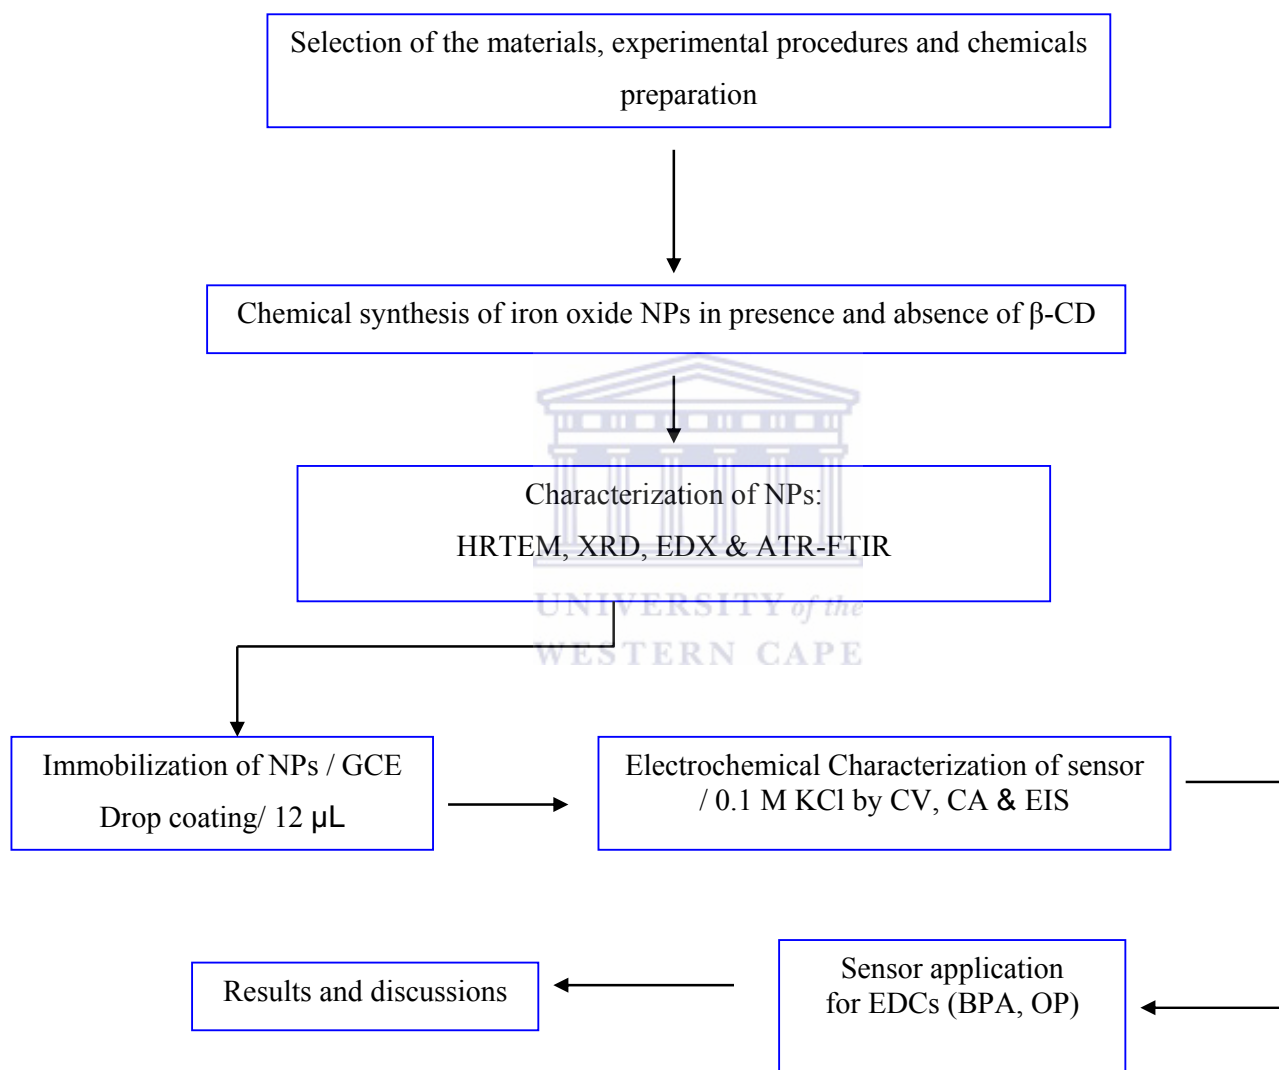 Selection of the materials, experimental procedures and chemicals
preparation
Chemical synthesis of iron oxide NPs in presence and absence of β-CD
Characterization of NPs:
HRTEM, XRD, EDX & ATR-FTIR
UNIVERSITY of the
WESTERN CAPE
Immobilization of NPs / GCE
Drop coating/ 12 µL
Electrochemical Characterization of sensor
/ 0.1 M KCl by CV, CA & EIS
Sensor application
for EDCs (BPA, OP)
Results and discussions